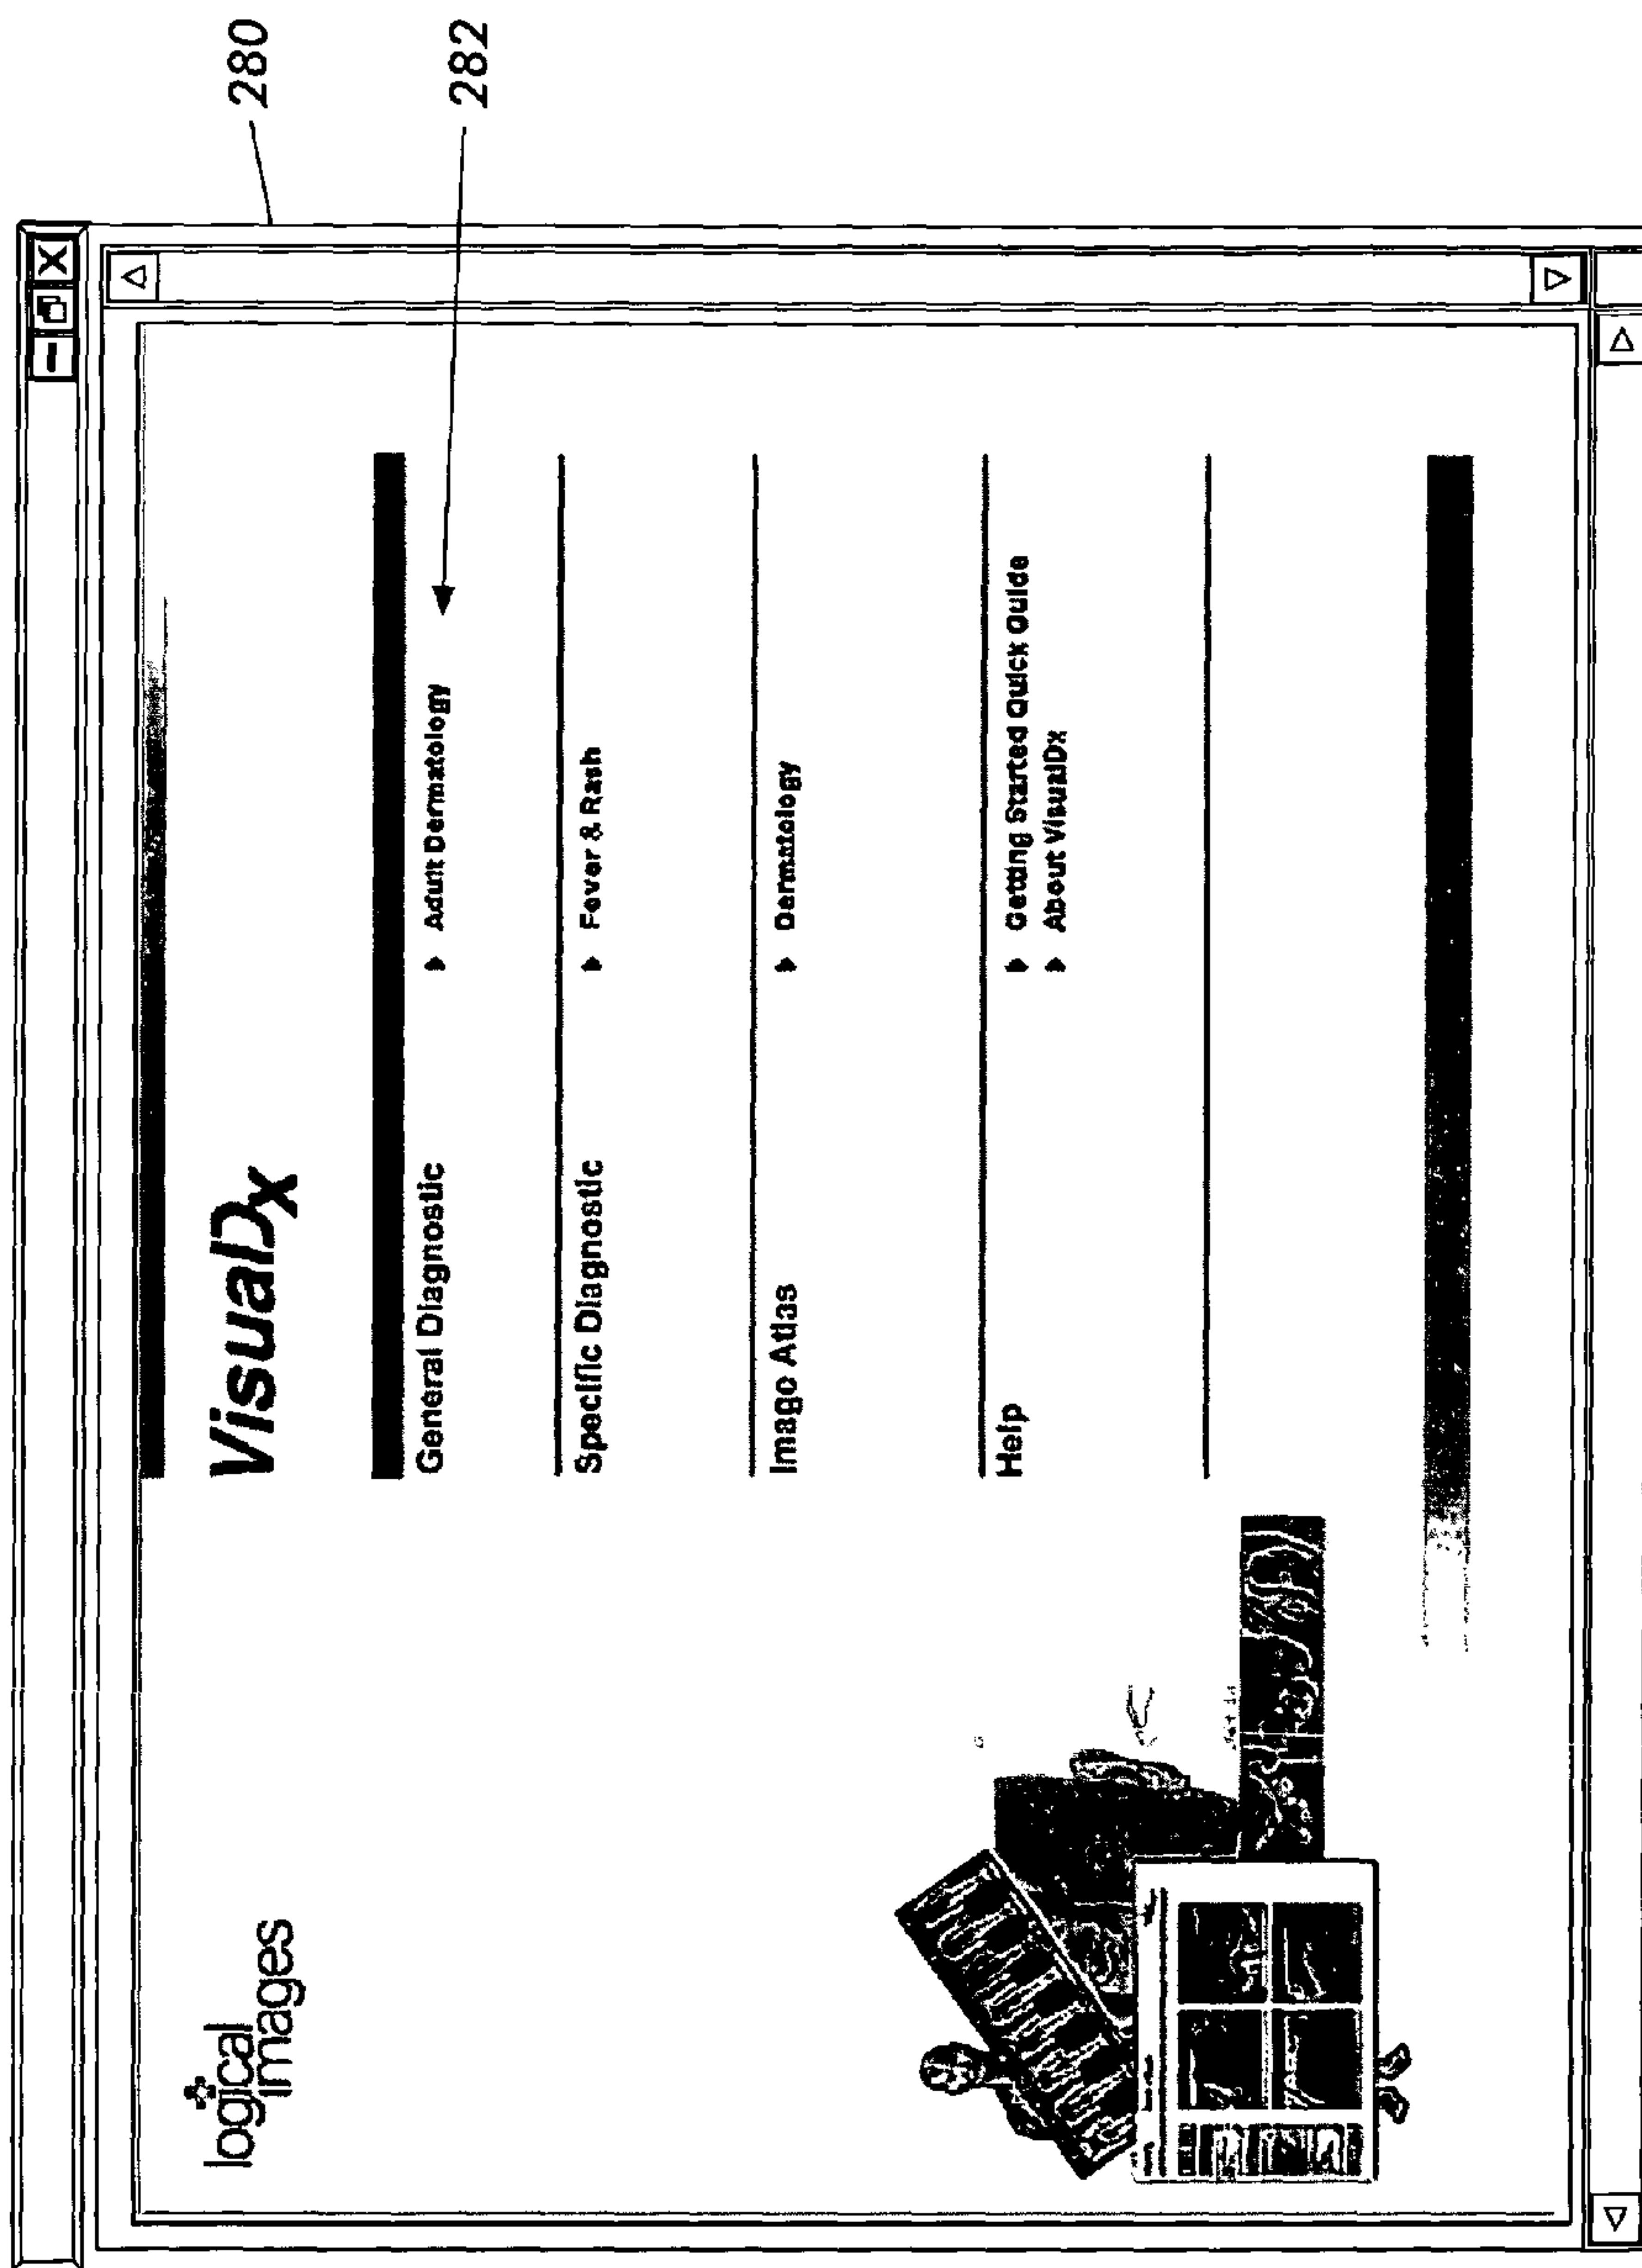 280
282
logical
images
VisualDx
General Diagnostic
Adult Dermatology
Specific Diagnostic
Fever & Rash
Image Atlas
Dermatology
Help
Getting Started Quick Guide
About VisualDx